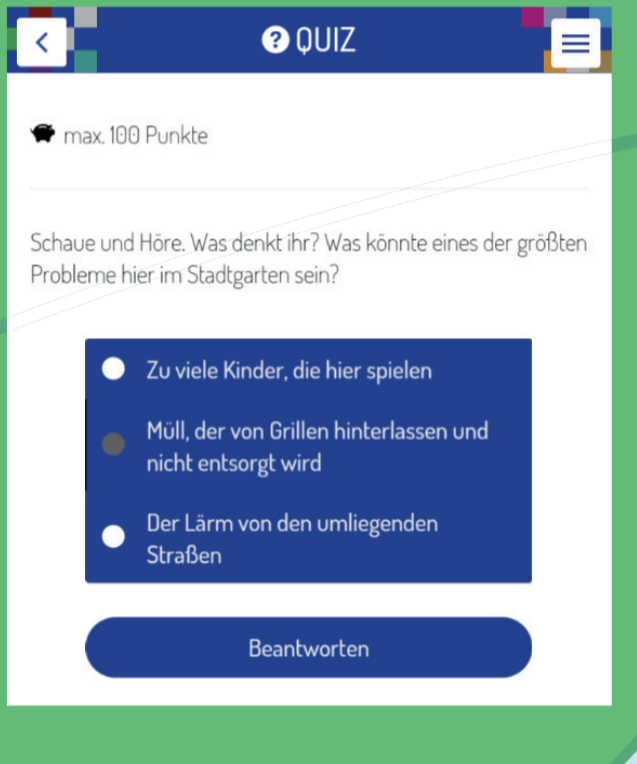 QUIZ
max. 100 Punkte
Schaue und Höre. Was denkt ihr? Was könnte eines der größten
Probleme hier im Stadtgarten sein?
Zu viele Kinder, die hier spielen
Müll, der von Grillen hinterlassen und
nicht entsorgt wird
Der Lärm von den umliegenden
Straßen
Beantworten